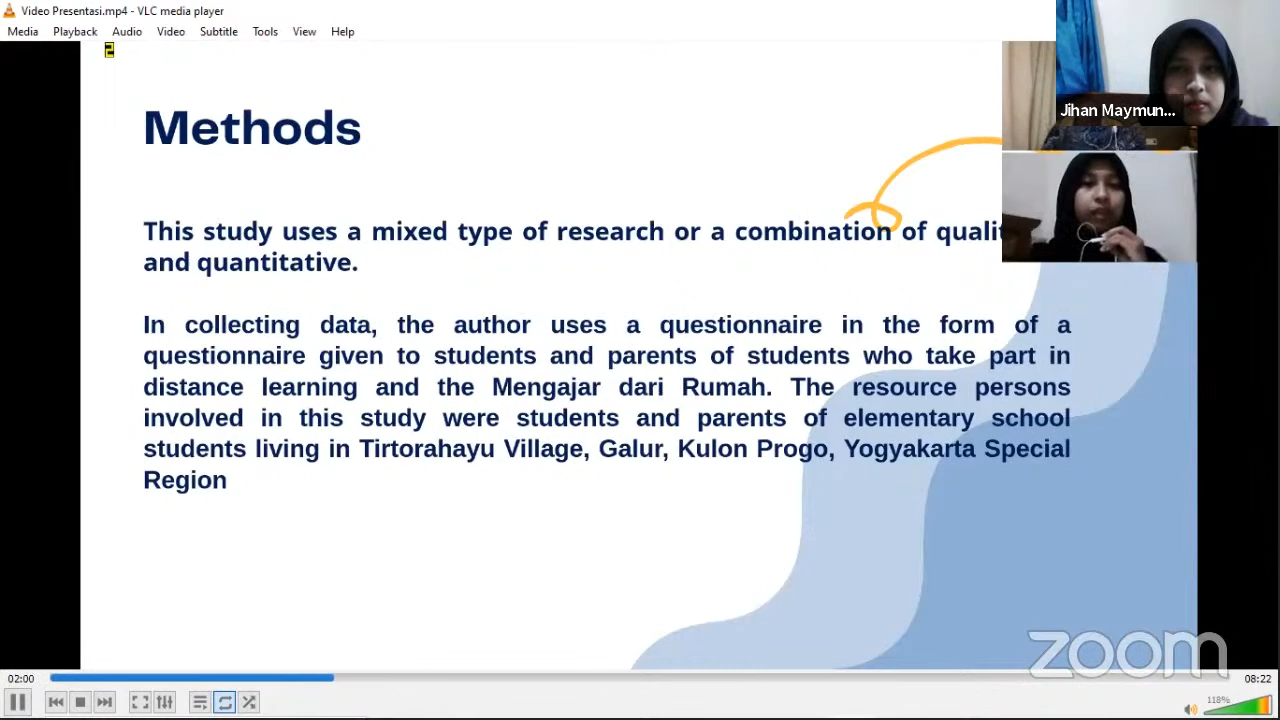 Video Presentasi.mp4 - VLC media player
Media Playback Audio Video Subtitle Tools View Help
2
Jihan Maymun...
Methods
This study uses a mixed type of research or a combination of
and quantitative.
In collecting data, the author uses a questionnaire in the form of a
questionnaire given to students and parents of students who take part in
distance learning and the Mengajar dari Rumah. The resource persons
involved in this study were students and parents of elementary school
students living in Tirtorahayu Village, Galur, Kulon Progo, Yogyakarta Special
Region
zoom
02:00
08:22
118%